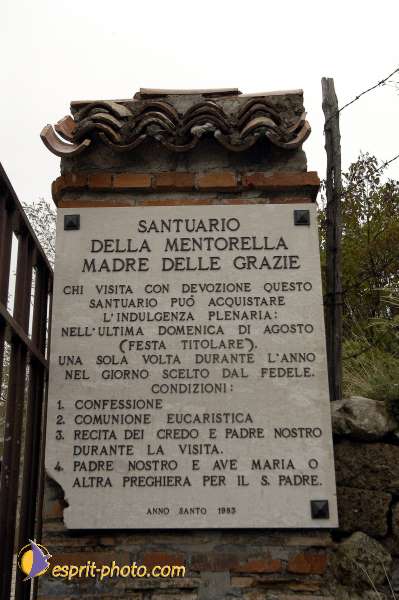 SANTUARIO
DELLA MENTORELLA
MADRE DELLE GRAZIE
CHI VISITA CON DEVOZIONE QUESTO
SANTUARIO PUÓ ACQUISTARE
L'INDULGENZA PLENARIA:
NELL'ULTIMA DOMENICA DI AGOSTO
(FESTA TITOLARE).
UNA SOLA VOLTA DURANTE L'ANNO
NEL GIORNO SCELTO DAL FEDELE.
CONDIZIONI:
1. CONFESSIONE
2. COMUNIONE EUCARISTICA
3. RECITA DEI CREDO E PADRE NOSTRO
DURANTE LA VISITA.
4. PADRE NOSTRO E AVE MARIA O
ALTRA PREGHIERA PER IL S. PADRE.
ANNO SANTO 1983
esprit-photo.com